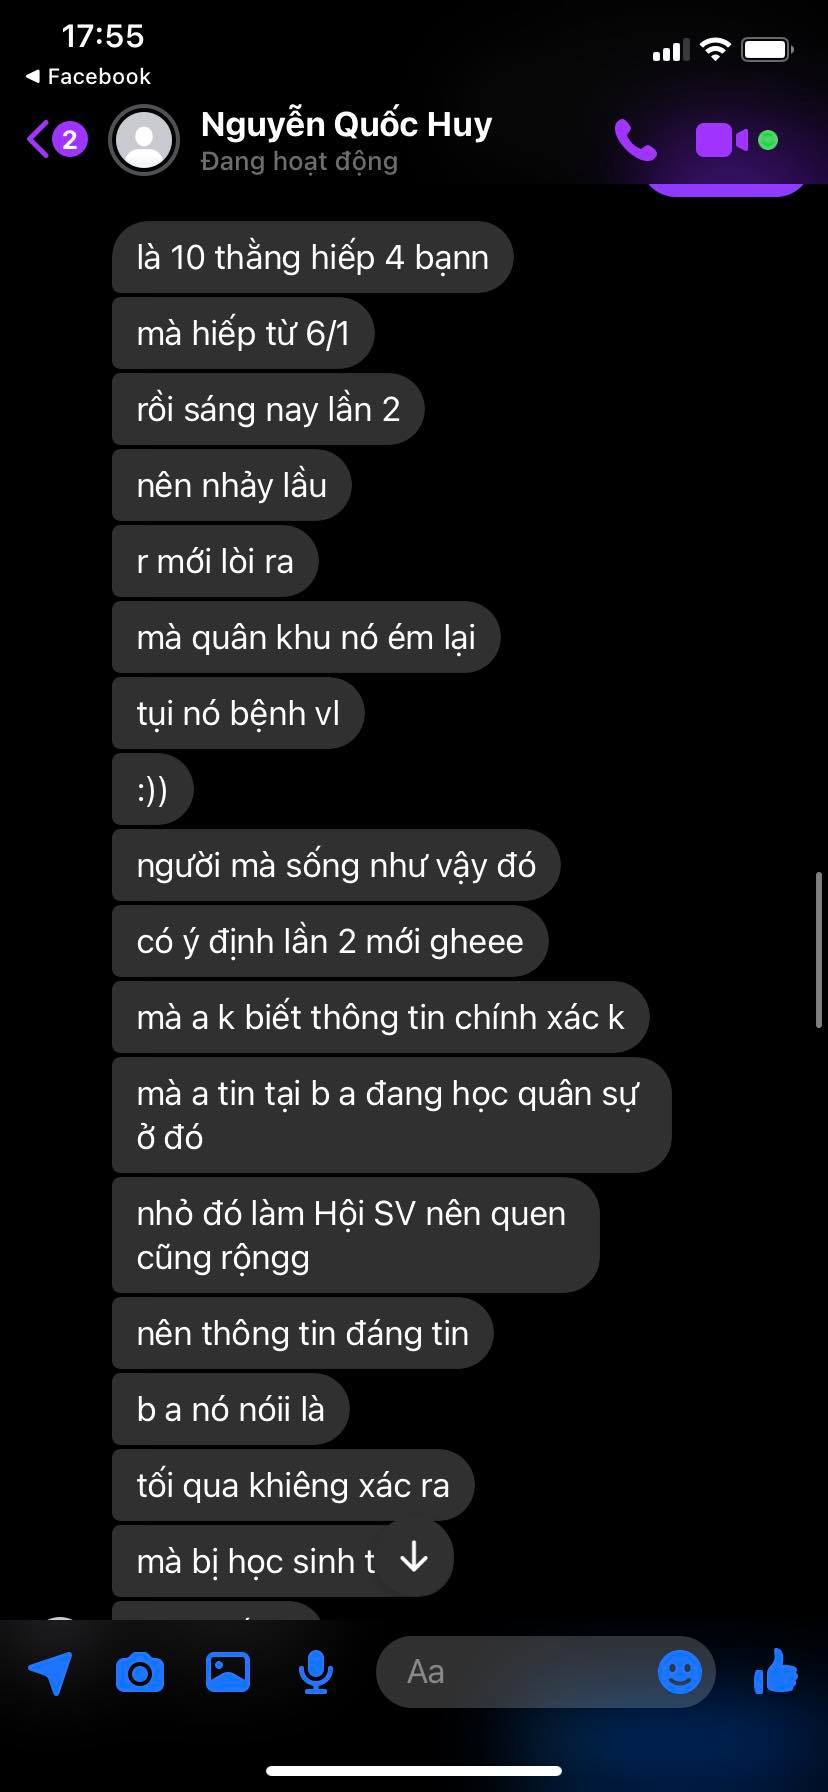 17:55
Facebook
2
Nguyễn Quốc Huy
Đang hoạt động
là 10 thằng hiếp 4 bạnn
mà hiếp từ 6/1
rồi sáng nay lần 2
nên nhảy lầu
r mới lòi ra
mà quân khu nó ém lại
tụi nó bệnh vl
:))
người mà sống như vậy đó
có ý định lần 2 mới gheee
mà a k biết thông tin chính xác k
mà a tin tại b a đang học quân sự
ở đó
nhỏ đó làm Hội SV nên quen
cũng rộngg
nên thông tin đáng tin
b a nó nóii là
tối qua khiêng xác ra
mà bị học sinh t
Aa